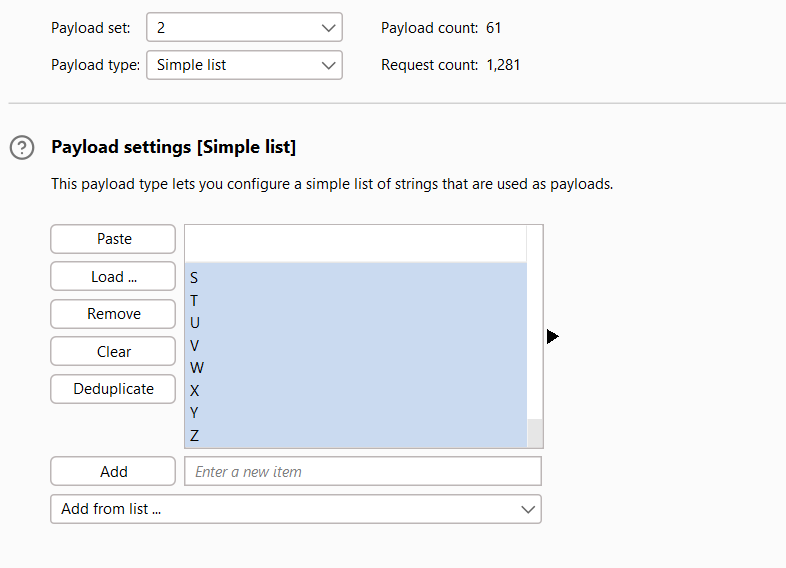 Payload set: 2 Payload count: 61
Payload type: Simple list Request count: 1,281
? Payload settings [Simple list]
This payload type lets you configure a simple list of strings that are used as payloads.
Paste
Load ...
Remove
Clear
Deduplicate
S
T
U
V
W
X
Y
Z
Add Enter a new item
Add from list ...